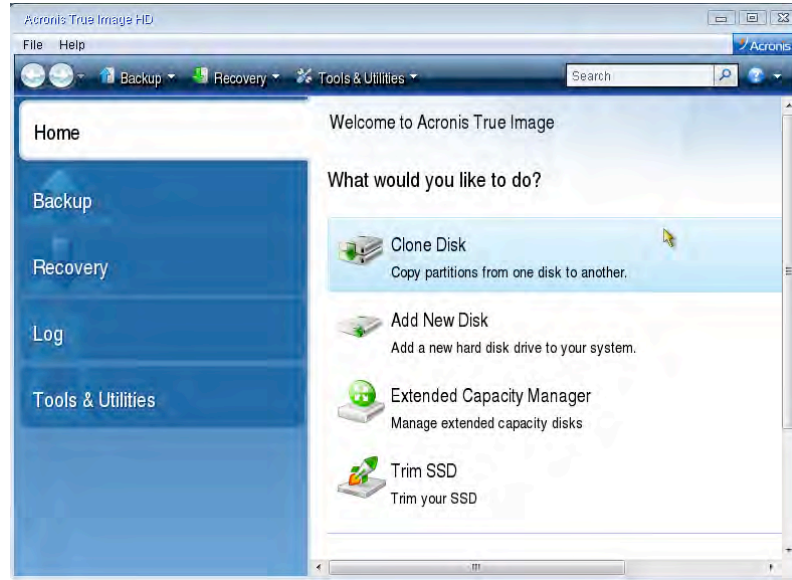 Acronis True Image HD
File Help
Acronis
Backup Recovery Tools & Utilities Search
Home
Backup
Recovery
Log
Tools & Utilities
Welcome to Acronis True Image
What would you like to do?
Clone Disk
Copy partitions from one disk to another.
Add New Disk
Add a new hard disk drive to your system.
Extended Capacity Manager
Manage extended capacity disks
Trim SSD
Trim your SSD